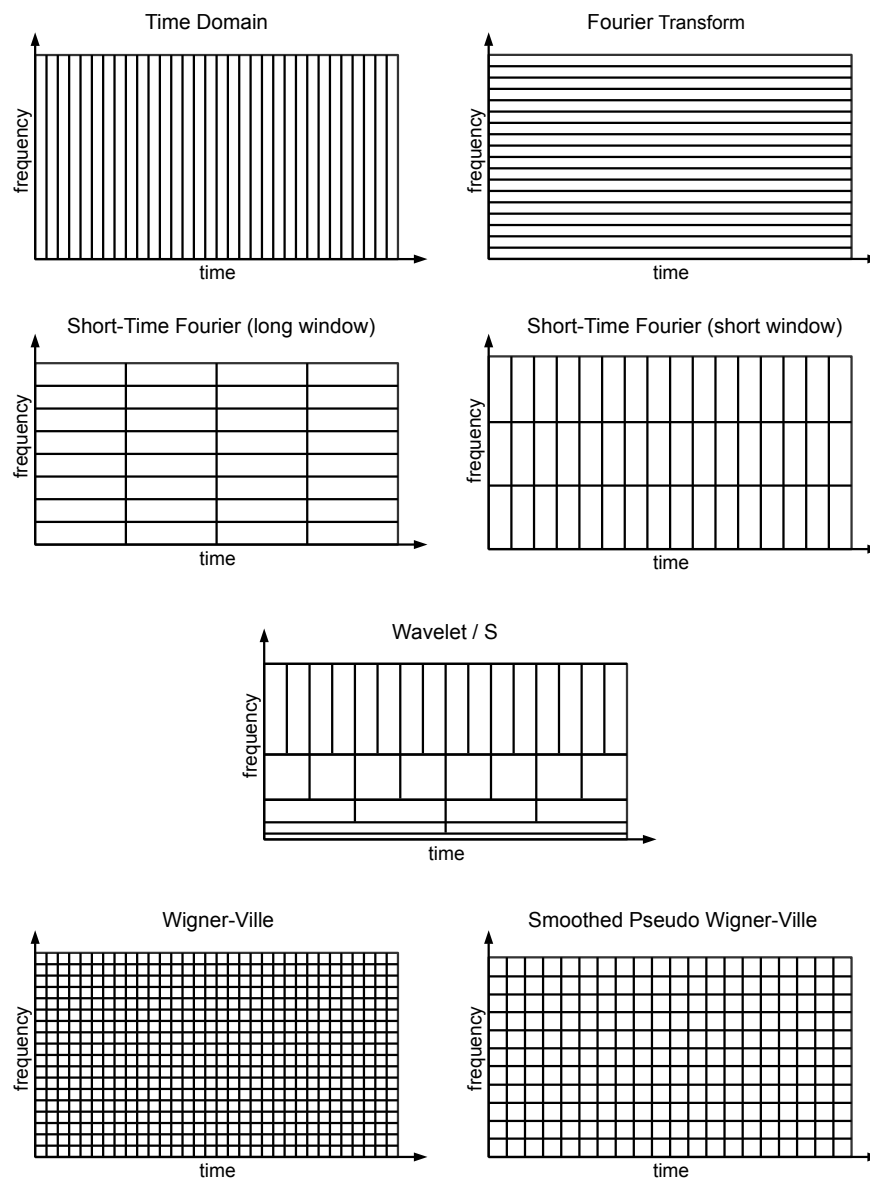 Time Domain
frequency
time
Fourier Transform
frequency
time
Short-Time Fourier (long window)
frequency
time
Short-Time Fourier (short window)
frequency
time
Wavelet / S
frequency
time
Wigner-Ville
frequency
time
Smoothed Pseudo Wigner-Ville
frequency
time